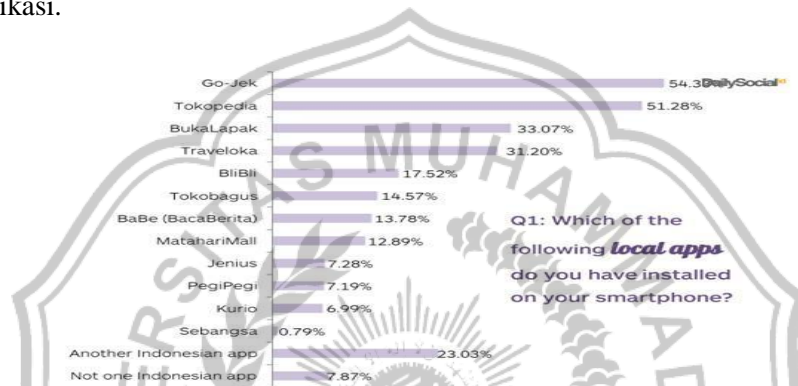 ikasi.
DailySocial
Go-Jek
Tokopedia 51.28%
BukaLapak 33.07%
Traveloka 31.20%
BliBli 17.52%
Tokobagus 14.57%
BaBe (BacaBerita) 13.78%
MatahariMall 12.89%
Jenius 7.28%
PegiPegi 7.19%
Kurio 6.99%
Sebangsa 0.79%
Another Indonesian app 23.03%
Not one Indonesian app 7.87%
Q1: Which of the
following local apps
do you have installed
on your smartphone?